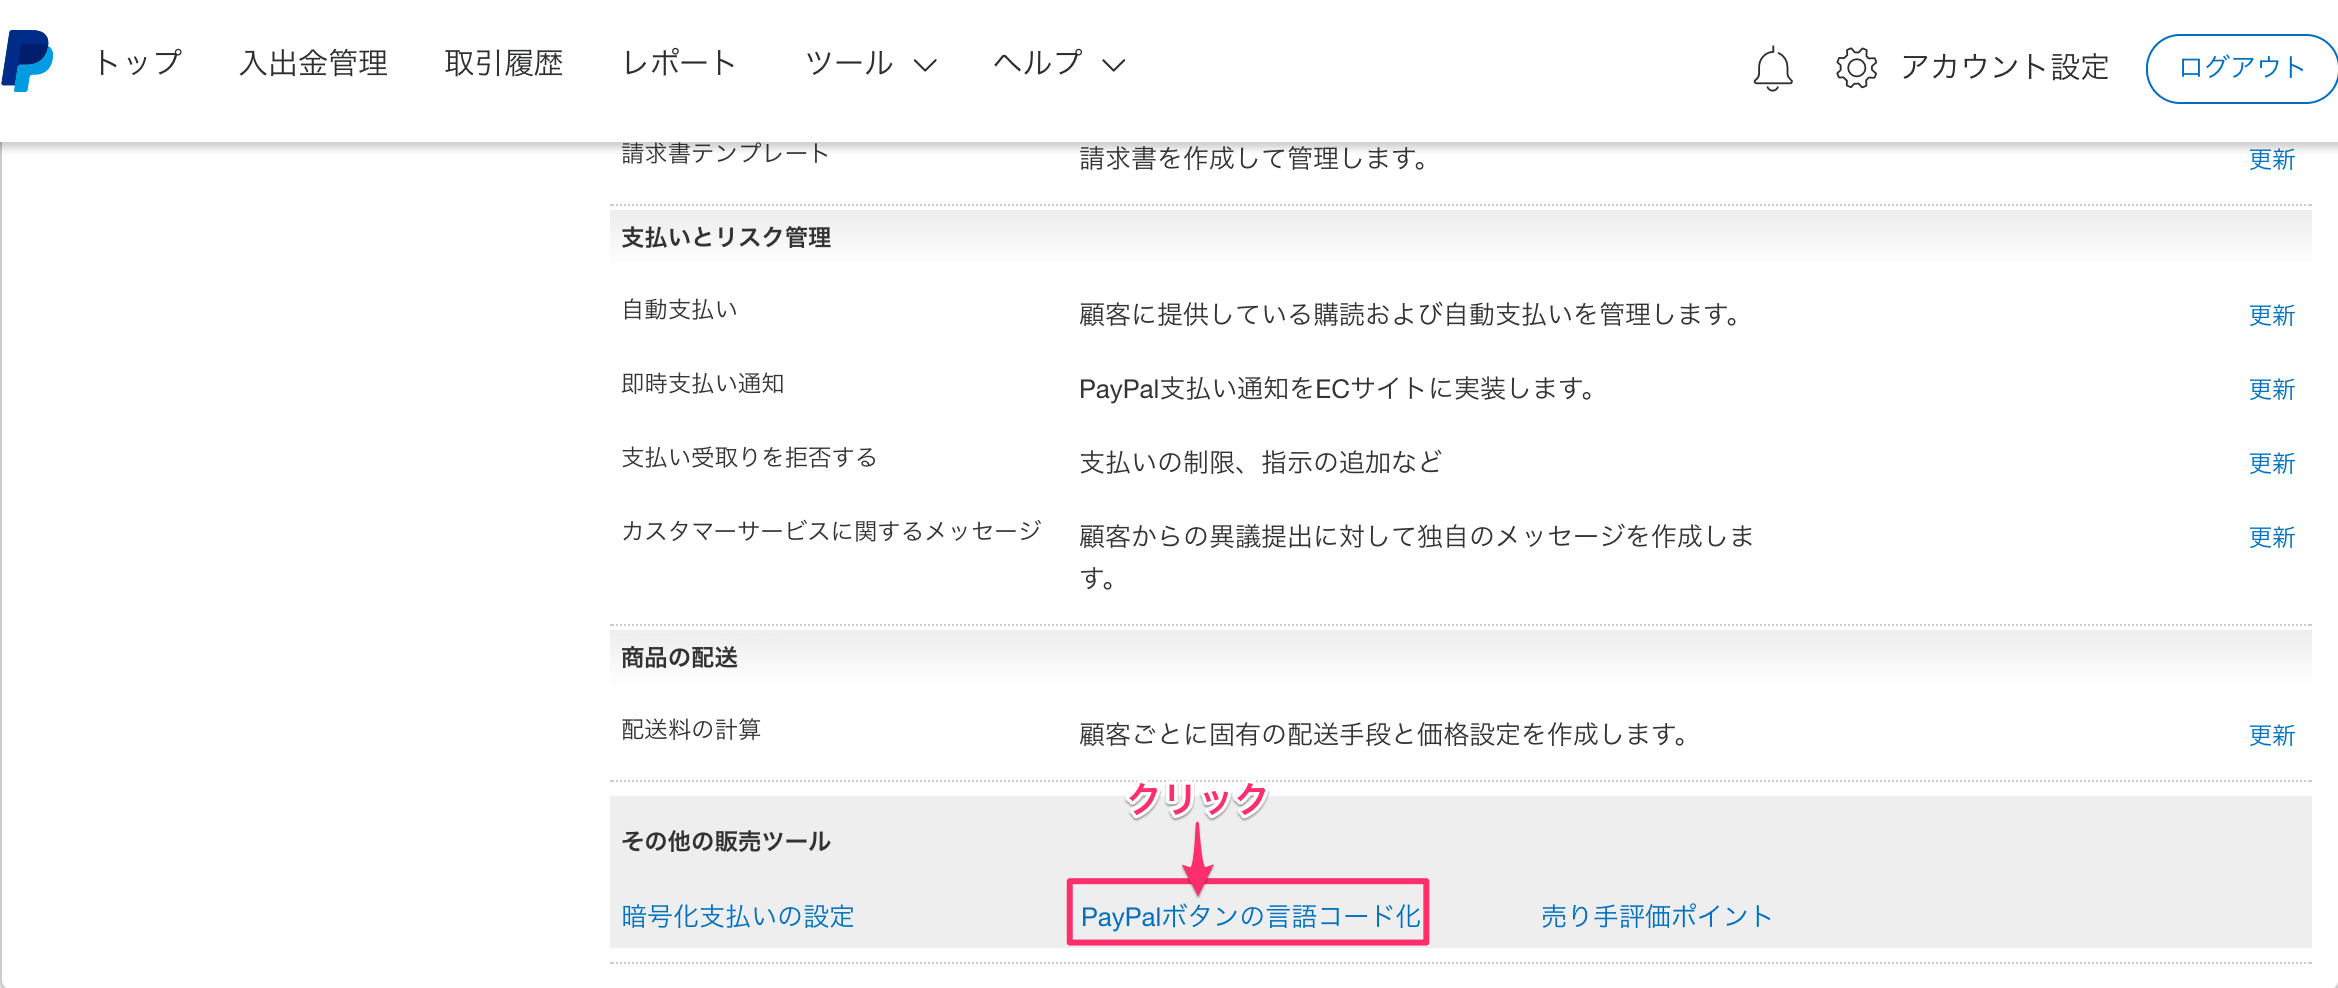 トップ 入出金管理 取引履歴 レポート ツール ヘルプ アカウント設定 ログアウト
請求書テンプレート 請求書を作成して管理します。 更新
支払いとリスク管理
自動支払い 顧客に提供している購読および自動支払いを管理します。 更新
即時支払い通知 PayPal支払い通知をECサイトに実装します。 更新
支払い受取りを拒否する 支払いの制限、指示の追加など 更新
カスタマーサービスに関するメッセージ 顧客からの異議提出に対して独自のメッセージを作成しま 更新
す。
商品の配送
配送料の計算 顧客ごとに固有の配送手段と価格設定を作成します。 更新
クリック
その他の販売ツール
暗号化支払いの設定 PayPalボタンの言語コード化 売り手評価ポイント